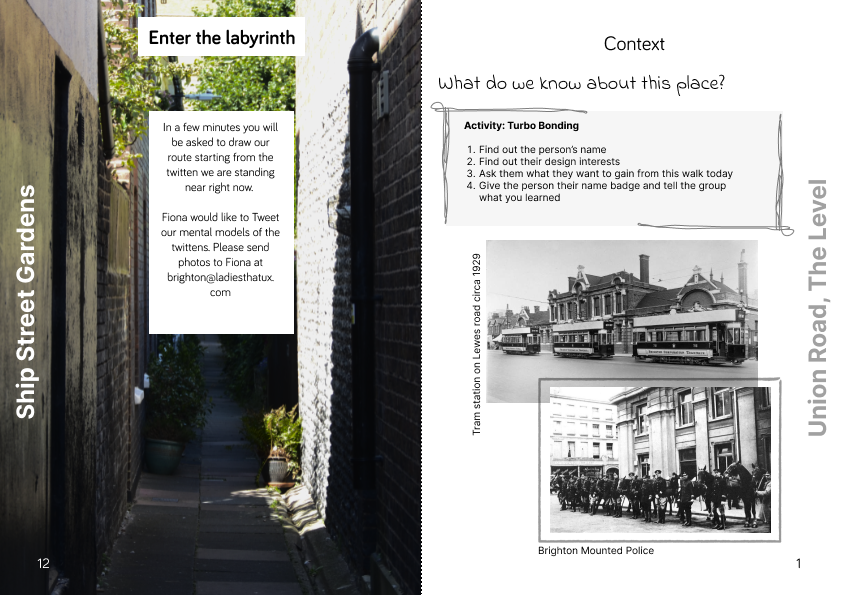 Enter the labyrinth
In a few minutes you will
be asked to draw our
route starting from the
twitten we are standing
near right now.
Fiona would like to Tweet
our mental models of the
twittens. Please send
photos to Fiona at
brighton@ladiesthatux.
com
Ship Street Gardens
12
Context
What do we know about this place?
Activity: Turbo Bonding
1. Find out the person's name
2. Find out their design interests
3. Ask them what they want to gain from this walk today
4. Give the person their name badge and tell the group
what you learned
Tram station on Lewes road circa 1929
Brighton Mounted Police
Union Road, The Level
1